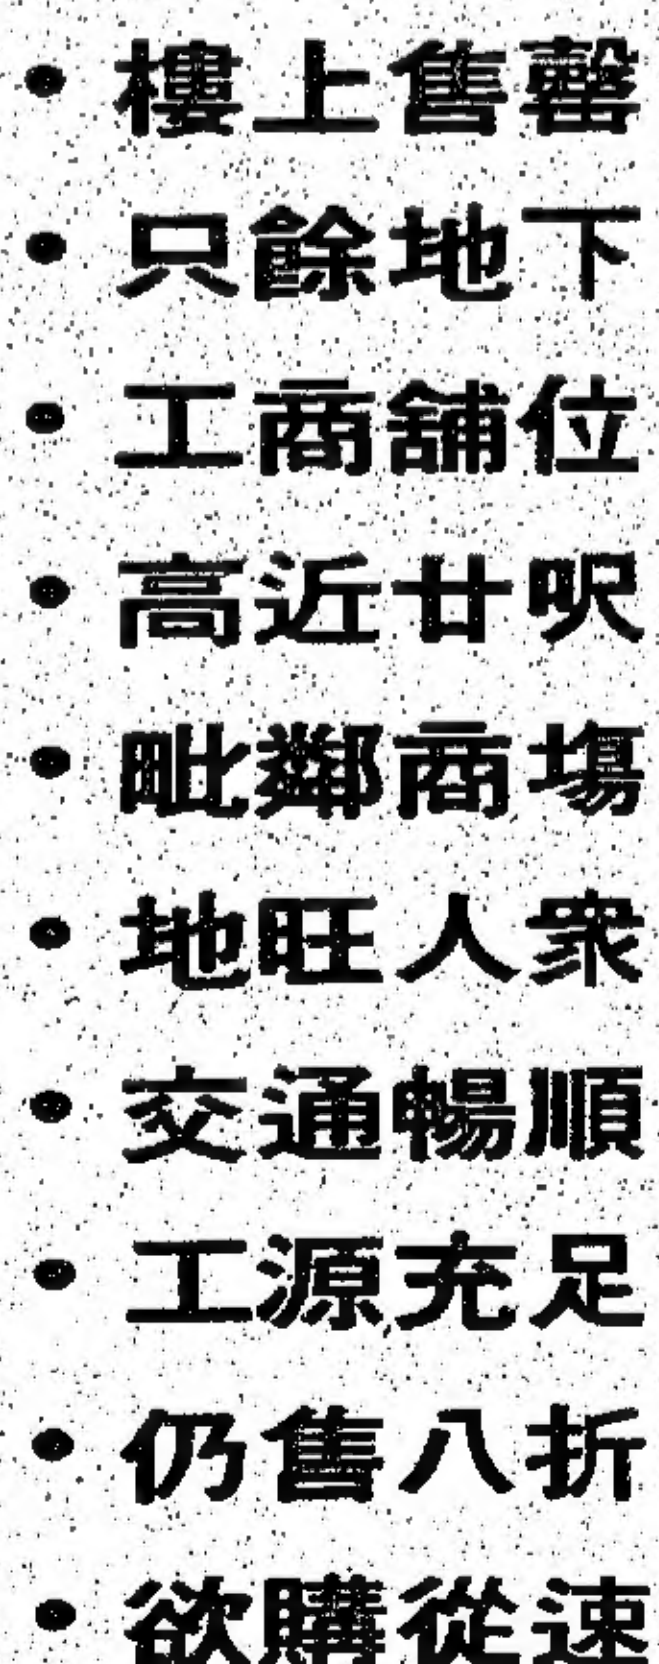 •樓上售罄
•只餘地下
•工商舖位
•高近廿呎
•毗鄰商塲
•地旺人衆
•交通暢順
•工源充足
•仍售八折
•欲購從速